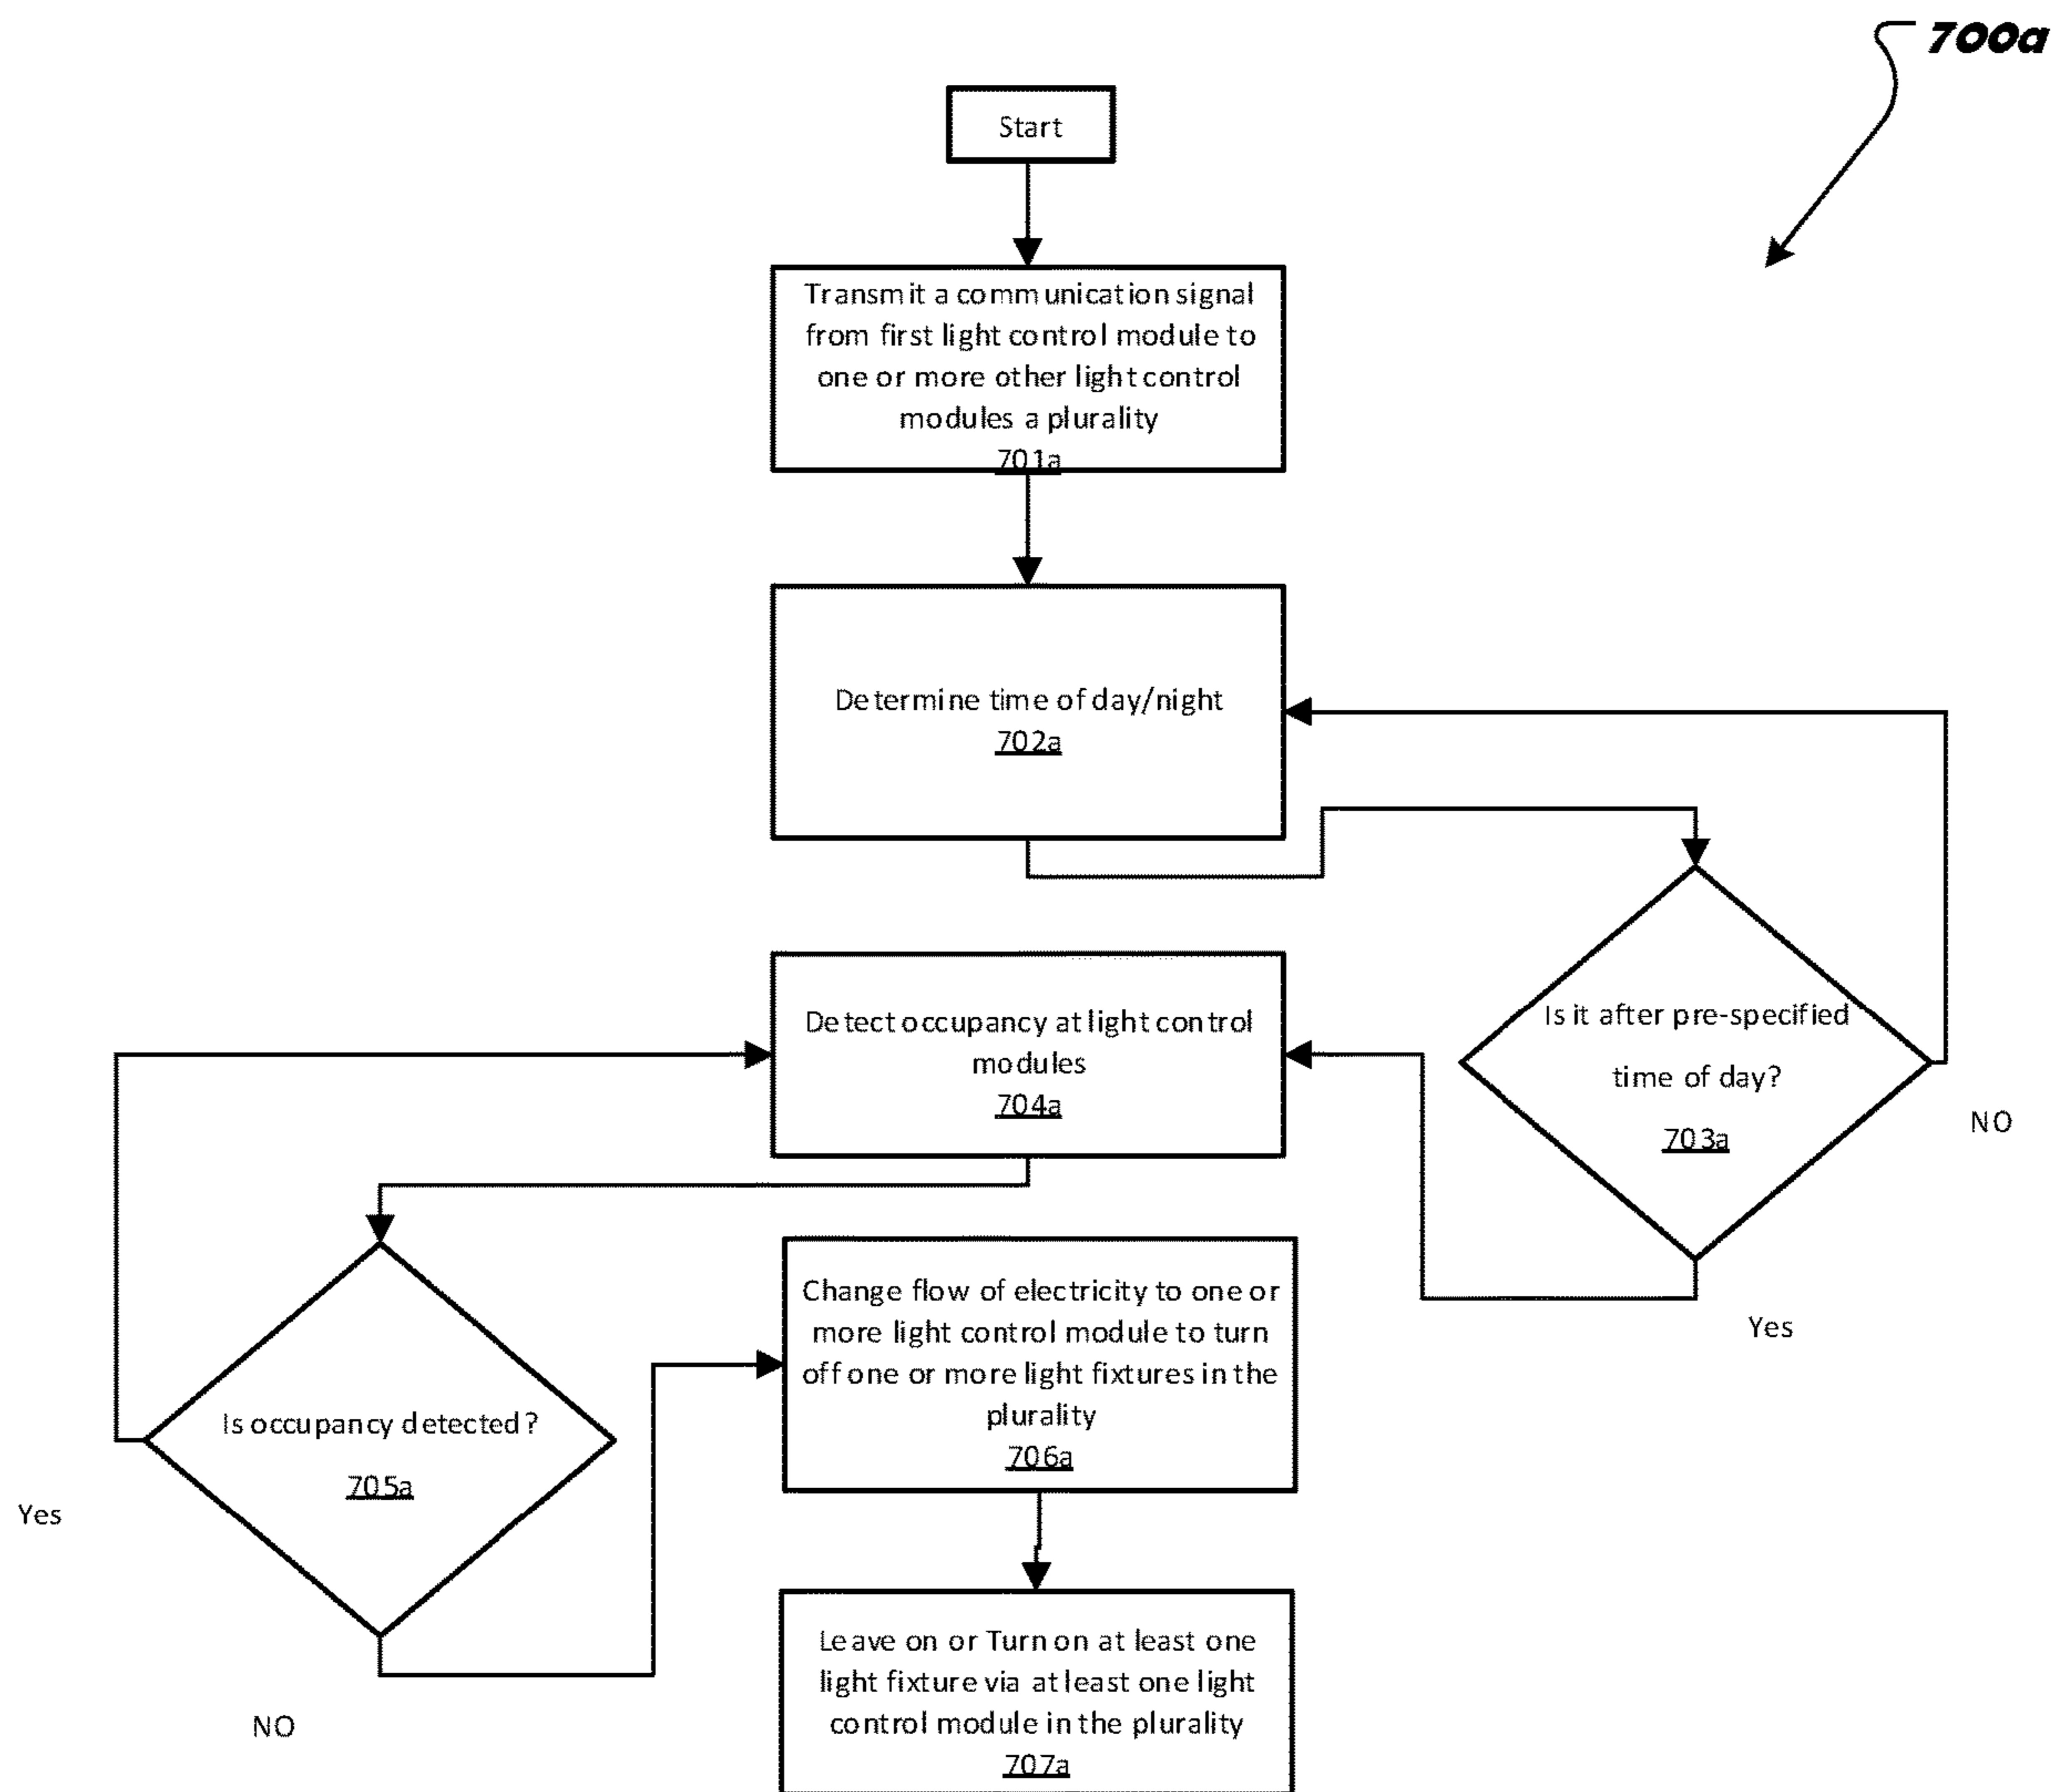 700a
Start
Transmit a communication signal
from first light control module to
one or more other light control
modules a plurality
701a
Determine time of day/night
702a
Is it after pre-specified
time of day?
703a
NO
Yes
Detect occupancy at light control
modules
704a
Is occupancy detected?
705a
Yes
NO
Change flow of electricity to one or
more light control module to turn
off one or more light fixtures in the
plurality
706a
Leave on or Turn on at least one
light fixture via at least one light
control module in the plurality
707a